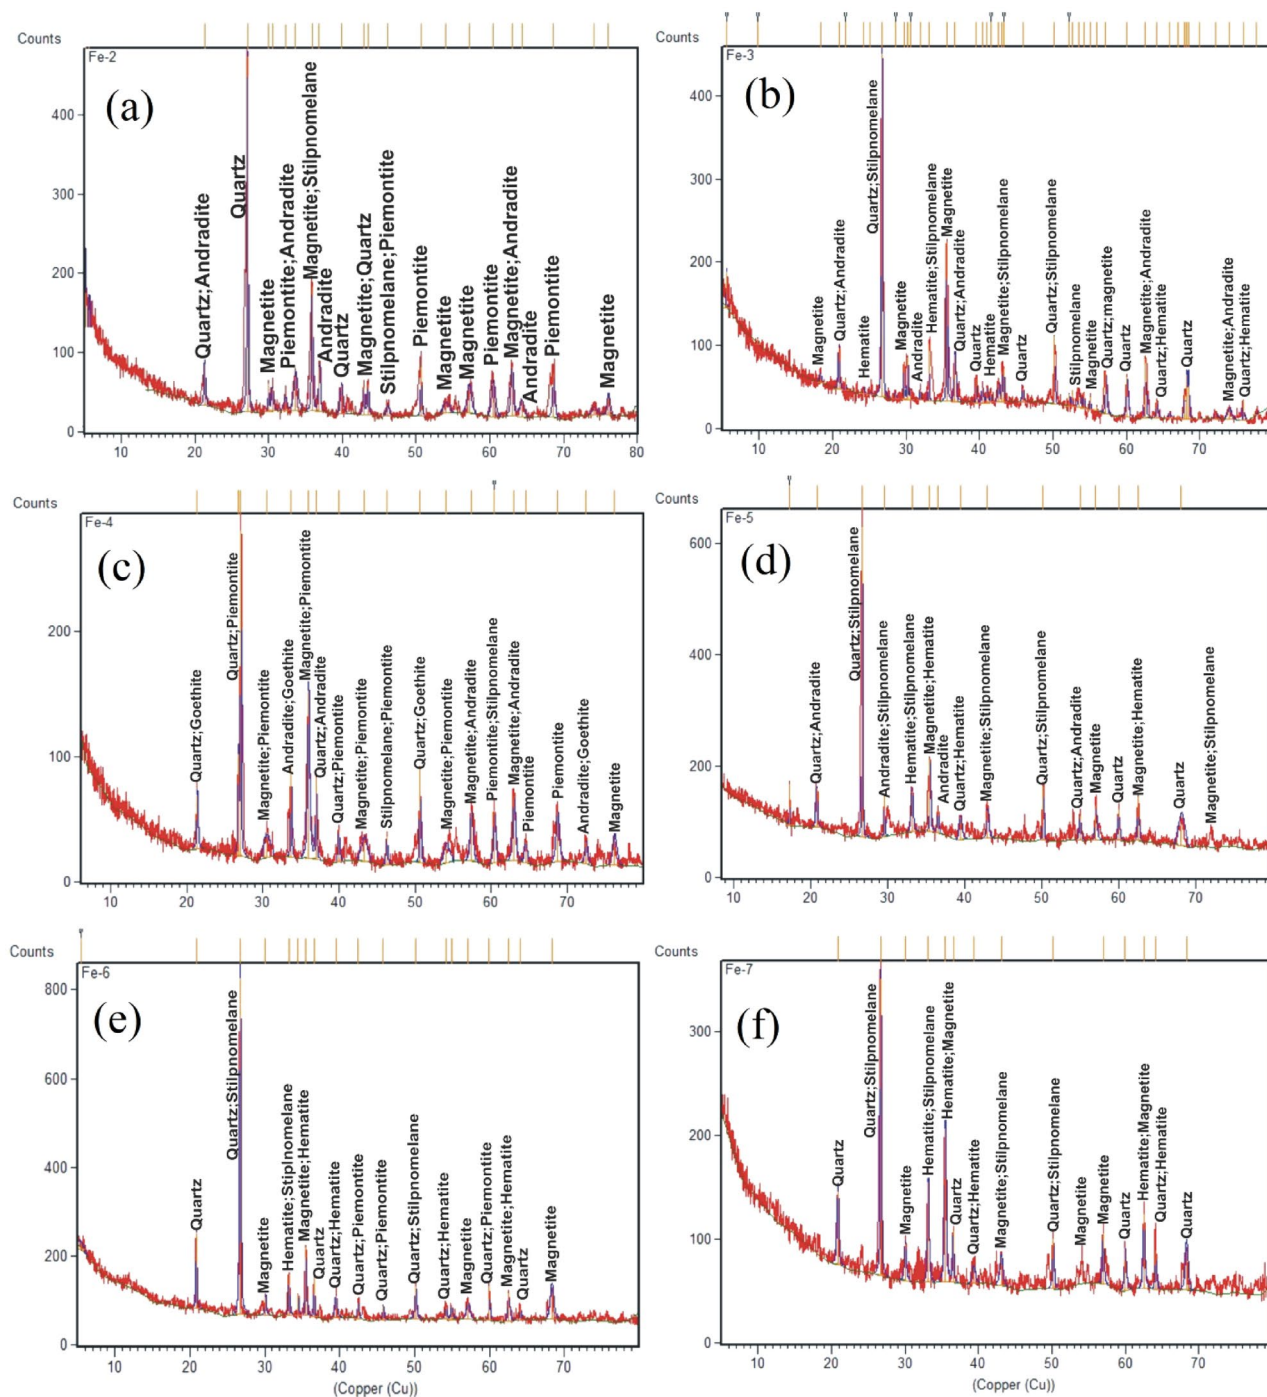 Counts
Fe-2
(a)
400
300
200
100
0
10 20 30 40 50 60 70 80
Quartz;Andradite
Quartz
Magnetite
Piemontite;Andradite
Magnetite;Stilpnomelane
Andradite
Quartz
Magnetite;Quartz
Stilpnomelane;Piemontite
Piemontite
Magnetite
Magnetite
Piemontite
Magnetite;Andradite
Andradite
Piemontite
Magnetite
Counts
Fe-3
(b)
400
300
200
100
0
10 20 30 40 50 60 70
Magnetite
Quartz;Andradite
Hematite
Quartz;Stilpnomelane
Magnetite
Andradite
Hematite;Stilpnomelane
Magnetite
Quartz;Andradite
Quartz
Hematite
Magnetite;Stilpnomelane
Quartz
Quartz;Stilpnomelane
Stilpnomelane
Magnetite
Quartz;magnetite
Quartz
Magnetite;Andradite
Quartz;Hematite
Quartz
Magnetite;Andradite
Quartz;Hematite
Counts
Fe-4
(c)
200
100
0
10 20 30 40 50 60 70
Quartz;Goethite
Quartz;Piemontite
Magnetite;Piemontite
Andradite;Goethite
Magnetite;Piemontite
Quartz;Andradite
Quartz;Piemontite
Magnetite;Piemontite
Stilpnomelane;Piemontite
Quartz;Goethite
Magnetite;Piemontite
Magnetite;Andradite
Piemontite;Stilpnomelane
Magnetite;Andradite
Piemontite
Piemontite
Andradite;Goethite
Magnetite
Counts
Fe-5
(d)
600
400
200
0
10 20 30 40 50 60 70
Quartz;Andradite
Quartz;Stilpnomelane
Andradite;Stilpnomelane
Hematite;Stilpnomelane
Magnetite;Hematite
Andradite
Quartz;Hematite
Magnetite;Stilpnomelane
Quartz;Stilpnomelane
Quartz;Andradite
Magnetite
Quartz
Magnetite;Hematite
Quartz
Magnetite;Stilpnomelane
Counts
Fe-6
(e)
800
600
400
200
0
10 20 30 40 50 60 70
(Copper (Cu))
Quartz
Quartz;Stilpnomelane
Magnetite
Hematite;Stiplnomelane
Magnetite;Hematite
Quartz
Quartz;Hematite
Quartz;Piemontite
Quartz;Piemontite
Quartz;Stilpnomelane
Quartz;Hematite
Magnetite
Quartz;Piemontite
Magnetite;Hematite
Quartz
Magnetite
Counts
Fe-7
(f)
300
200
100
0
10 20 30 40 50 60 70
(Copper (Cu))
Quartz
Quartz;Stilpnomelane
Magnetite
Hematite;Stilpnomelane
Hematite;Magnetite
Quartz
Quartz;Hematite
Magnetite;Stilpnomelane
Quartz;Stilpnomelane
Magnetite
Magnetite
Quartz
Hematite;Magnetite
Quartz;Hematite
Quartz